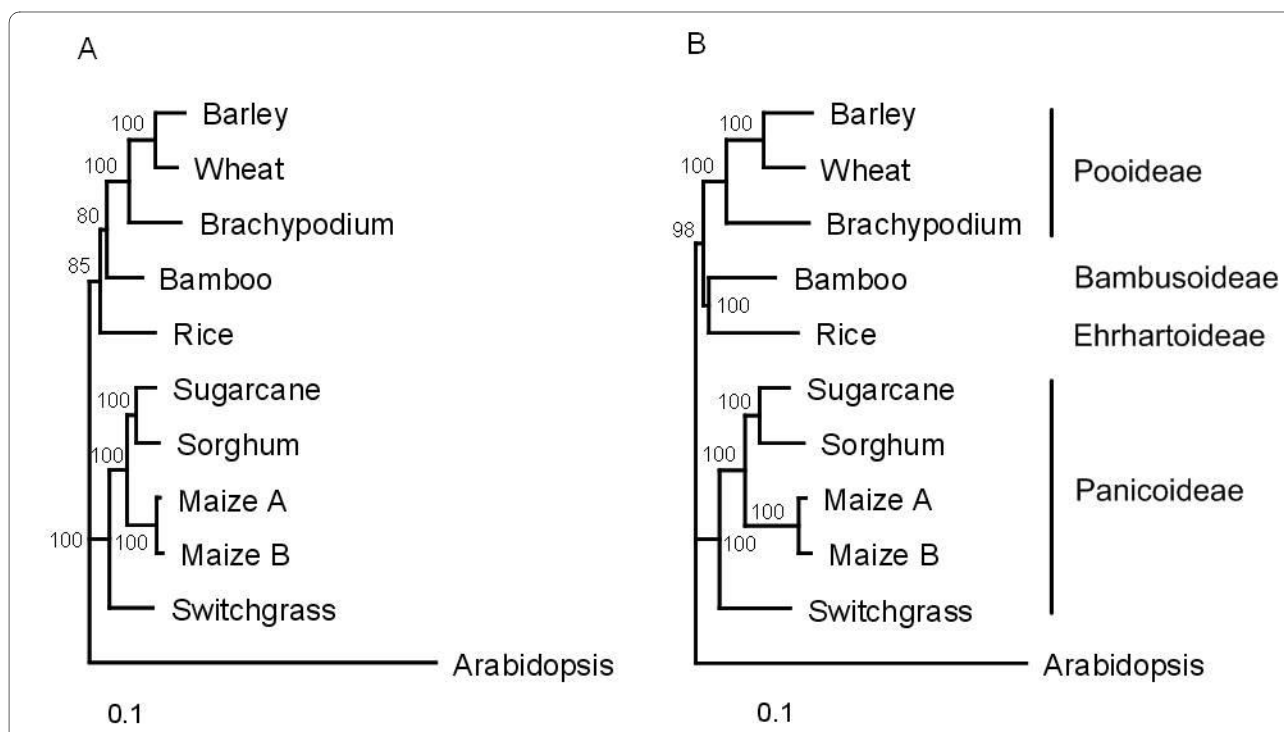 A
100
Barley
100
Wheat
80
Brachypodium
85
Bamboo
Rice
100
Sugarcane
100
Sorghum
Maize A
100
100
Maize B
Switchgrass
Arabidopsis
0.1
B
100
Barley
100
Wheat
Pooideae
98
Brachypodium
Bamboo
Bambusoideae
100
Rice
Ehrhartoideae
100
Sugarcane
100
Sorghum
Maize A
Panicoideae
100
100
Maize B
Switchgrass
Arabidopsis
0.1